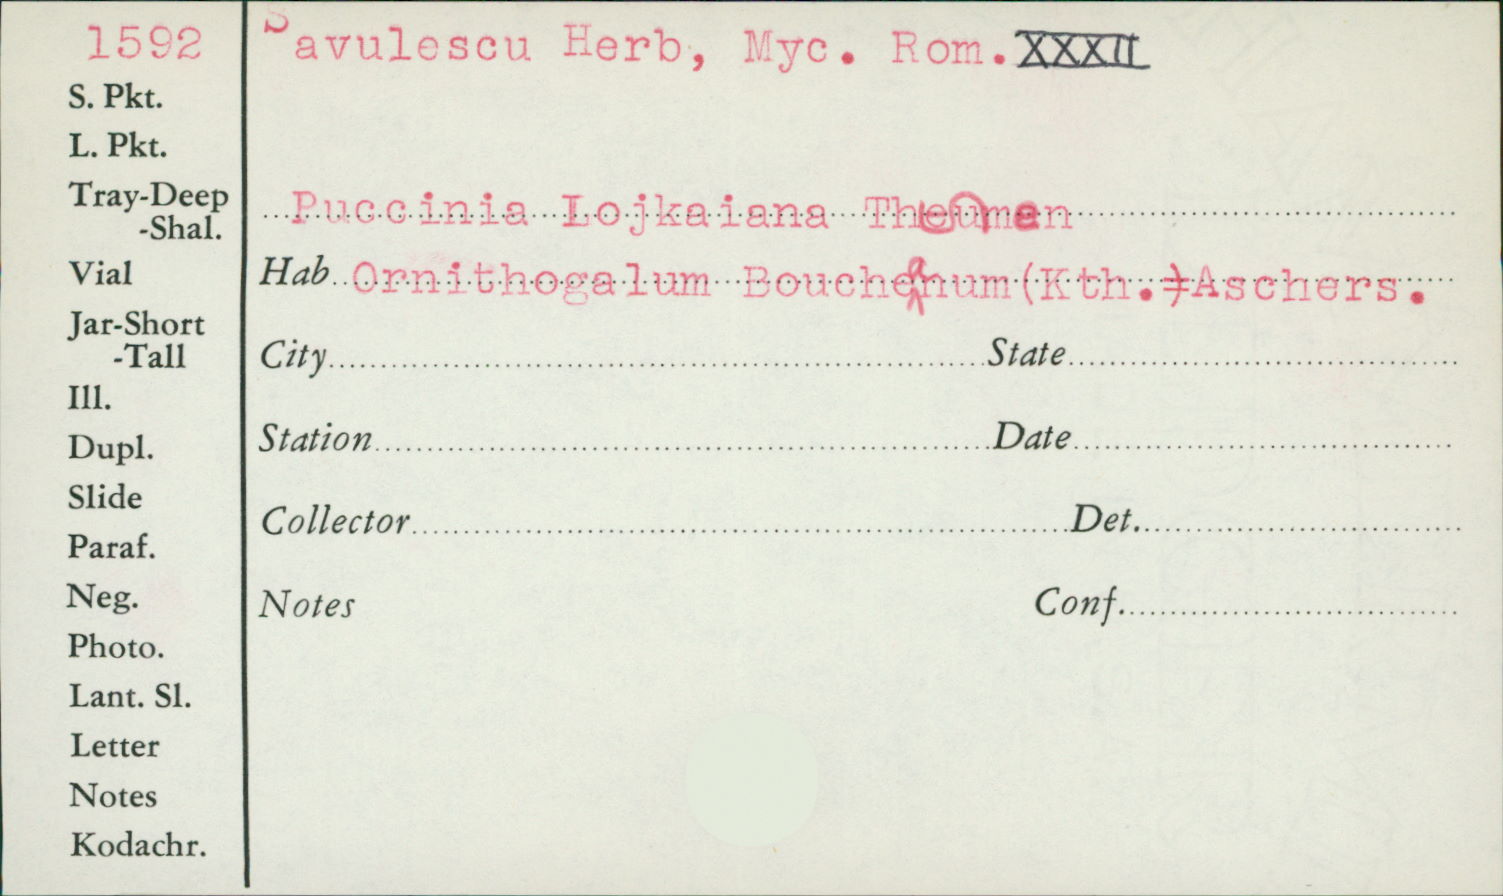 1592
Savulescu Herb, Myc. Rom. XXXII
S. Pkt.
L. Pkt.
Tray-Deep
-Shal.
Puccinia Lojkaiana
Vial
Hab. Ornithogalum Boucheanum (Kth.) Aschers.
Jar-Short
-Tall
City State
Ill.
Dupl.
Station Date
Slide
Collector Det.
Paraf.
Neg.
Notes Conf.
Photo.
Lant. Sl.
Letter
Notes
Kodachr.